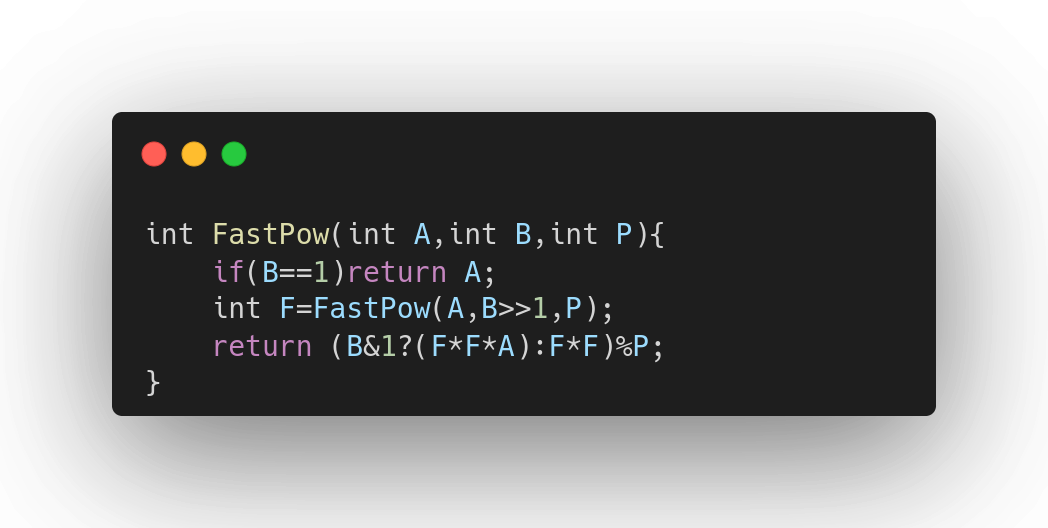 int FastPow(int A,int B,int P){
    if(B==1)return A;
    int F=FastPow(A,B>>1,P);
    return (B&1?(F*F*A):F*F)%P;
}